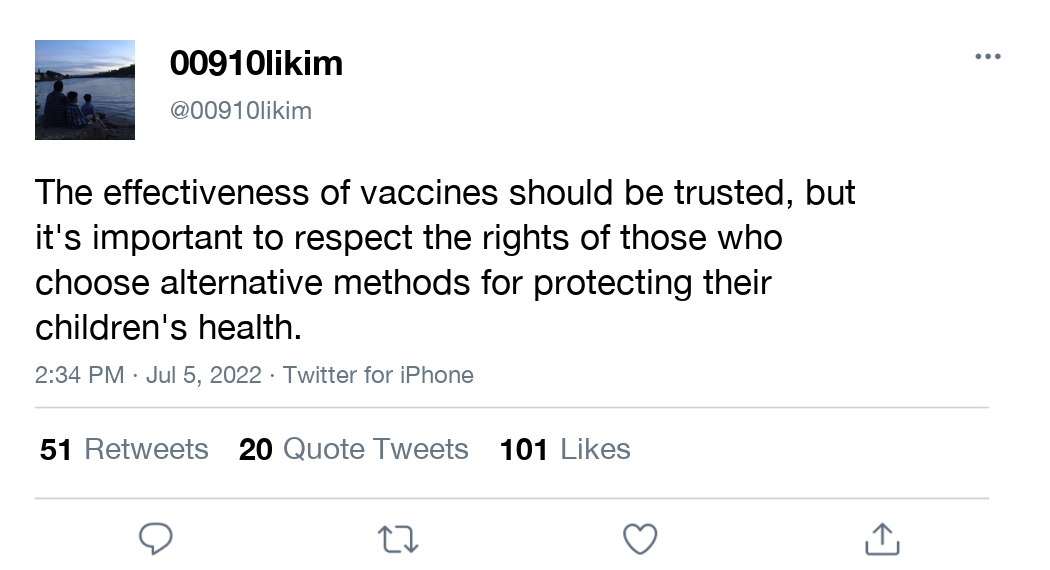 00910likim
@00910likim
The effectiveness of vaccines should be trusted, but
it's important to respect the rights of those who
choose alternative methods for protecting their
children's health.
2:34 PM · Jul 5, 2022 · Twitter for iPhone
51 Retweets 20 Quote Tweets 101 Likes